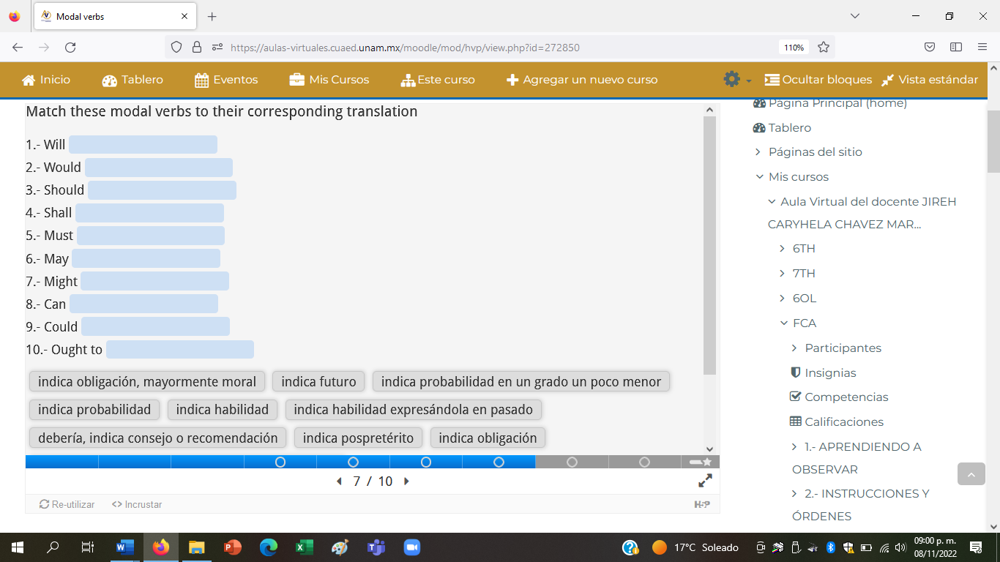 Modal verbs
https://aulas-virtuales.cuaed.unam.mx/moodle/mod/hvp/view.php?id=272850
110%
Inicio
Tablero
Eventos
Mis Cursos
Este curso
Agregar un nuevo curso
Ocultar bloques
Vista estándar
Match these modal verbs to their corresponding translation
1.- Will
2.- Would
3.- Should
4.- Shall
5.- Must
6.- May
7.- Might
8.- Can
9.- Could
10.- Ought to
indica obligación, mayormente moral
indica futuro
indica probabilidad en un grado un poco menor
indica probabilidad
indica habilidad
indica habilidad expresándola en pasado
debería, indica consejo o recomendación
indica pospretérito
indica obligación
7 / 10
Re-utilizar
<> Incrustar
H5P
Página Principal (home)
Tablero
Páginas del sitio
Mis cursos
Aula Virtual del docente JIREH
CARYHELA CHAVEZ MAR...
6TH
7TH
6OL
FCA
Participantes
Insignias
Competencias
Calificaciones
1.- APRENDIENDO A
OBSERVAR
2.- INSTRUCCIONES Y
ÓRDENES
17°C Soleado
09:00 p. m.
08/11/2022